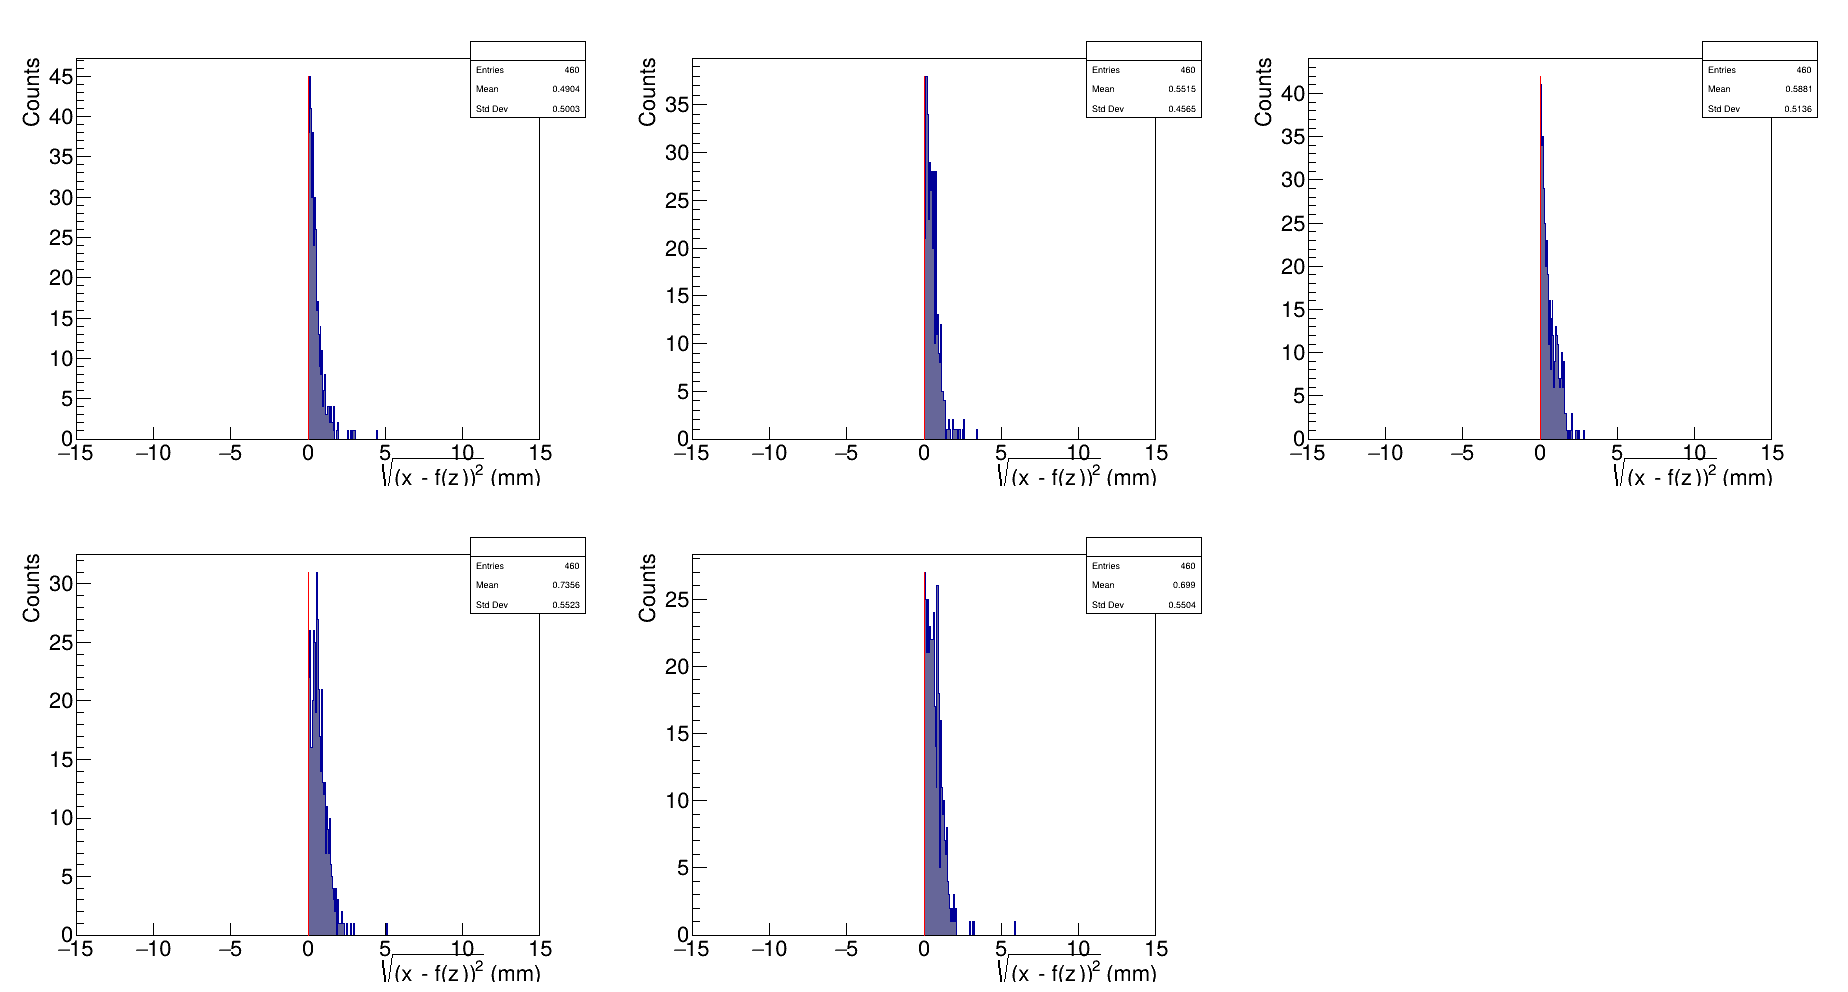 Counts
45
40
35
30
25
20
15
10
5
0
−15 −10 −5 0 5 10 15
√(x - f(z))² (mm)
Entries 460
Mean 0.4904
Std Dev 0.5003
Counts
35
30
25
20
15
10
5
0
−15 −10 −5 0 5 10 15
√(x - f(z))² (mm)
Entries 460
Mean 0.5515
Std Dev 0.4565
Counts
40
35
30
25
20
15
10
5
0
−15 −10 −5 0 5 10 15
√(x - f(z))² (mm)
Entries 460
Mean 0.5881
Std Dev 0.5136
Counts
30
25
20
15
10
5
0
−15 −10 −5 0 5 10 15
√(x - f(z))² (mm)
Entries 460
Mean 0.7356
Std Dev 0.5523
Counts
25
20
15
10
5
0
−15 −10 −5 0 5 10 15
√(x - f(z))² (mm)
Entries 460
Mean 0.699
Std Dev 0.5504